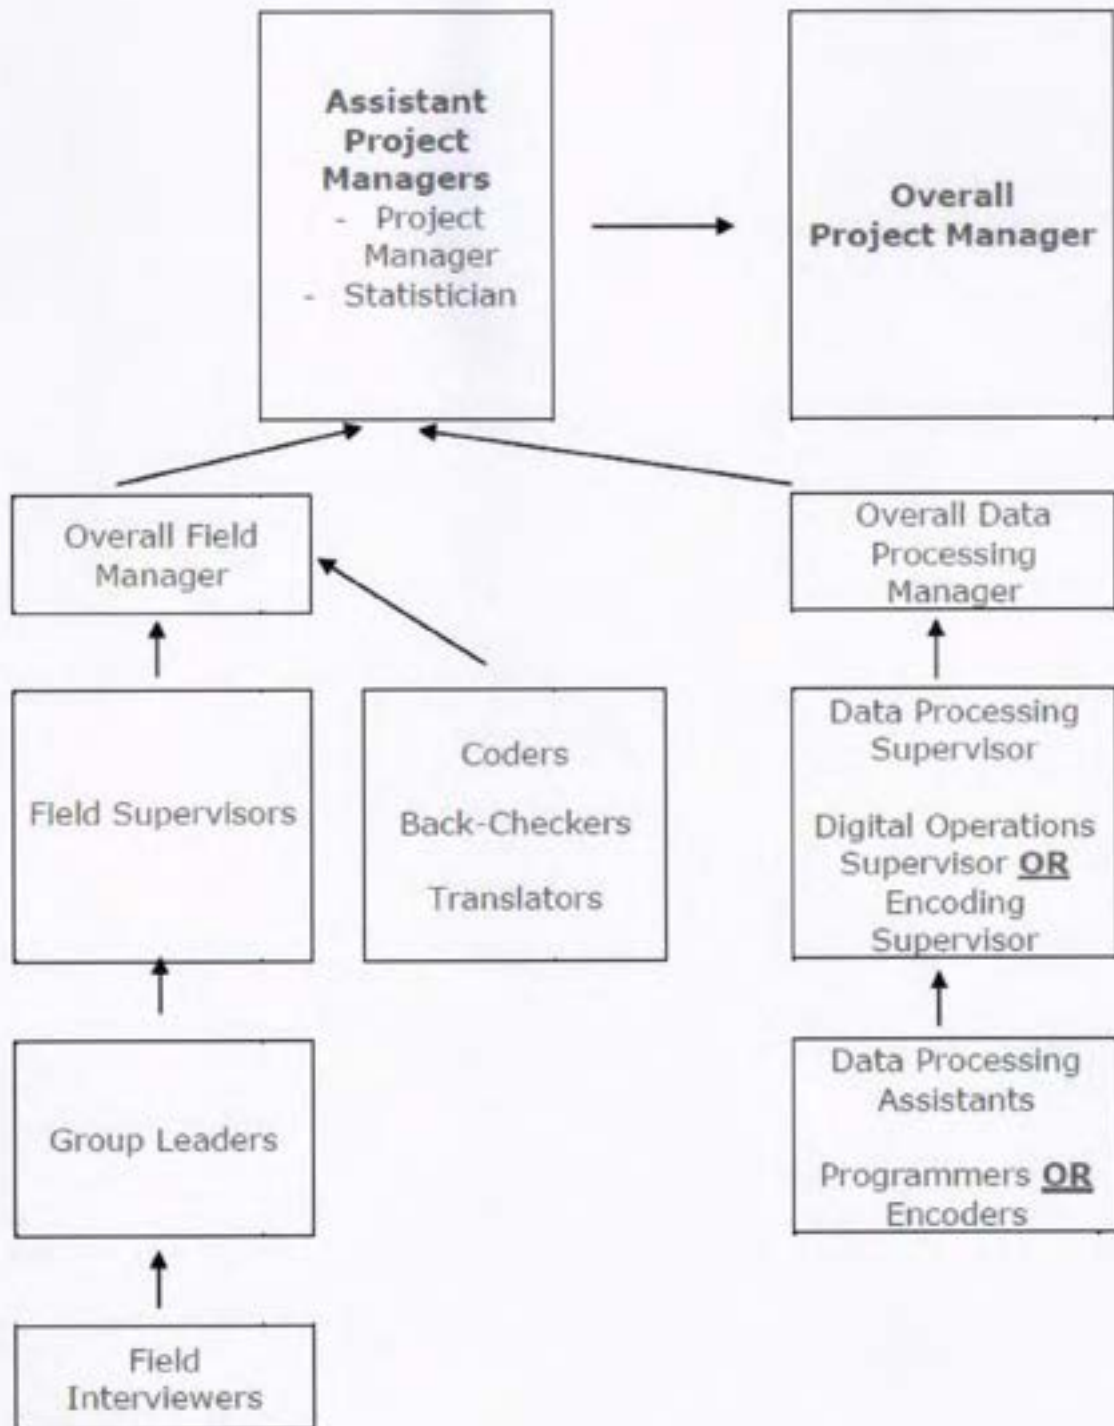 Assistant
Project
Managers
- Project
Manager
- Statistician
Overall
Project Manager
Overall Field
Manager
Overall Data
Processing
Manager
Field Supervisors
Coders
Back-Checkers
Translators
Data Processing
Supervisor
Digital Operations
Supervisor OR
Encoding
Supervisor
Group Leaders
Data Processing
Assistants
Programmers OR
Encoders
Field
Interviewers